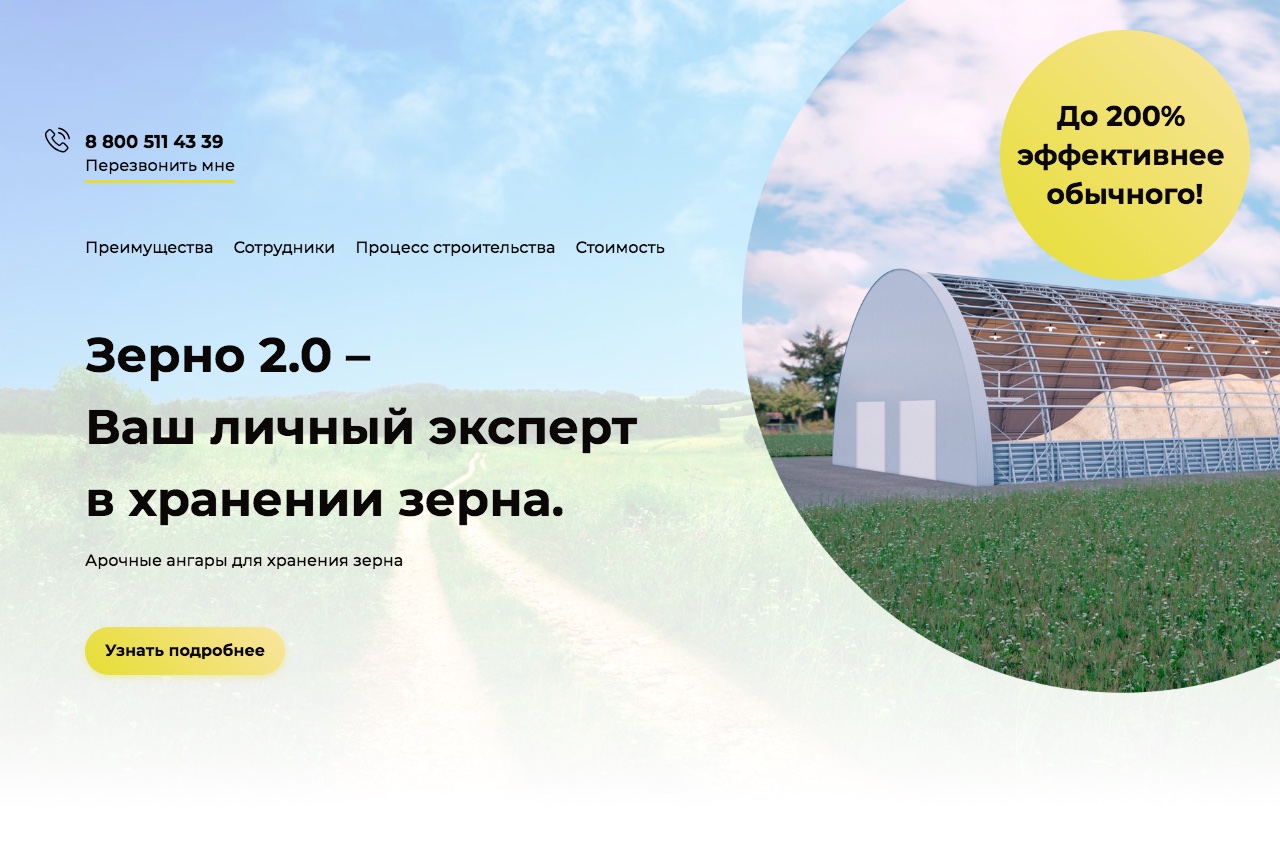 8 800 511 43 39
Перезвонить мне
Преимущества Сотрудники Процесс строительства Стоимость
Зерно 2.0 –
Ваш личный эксперт
в хранении зерна.
Арочные ангары для хранения зерна
Узнать подробнее
До 200%
эффективнее
обычного!